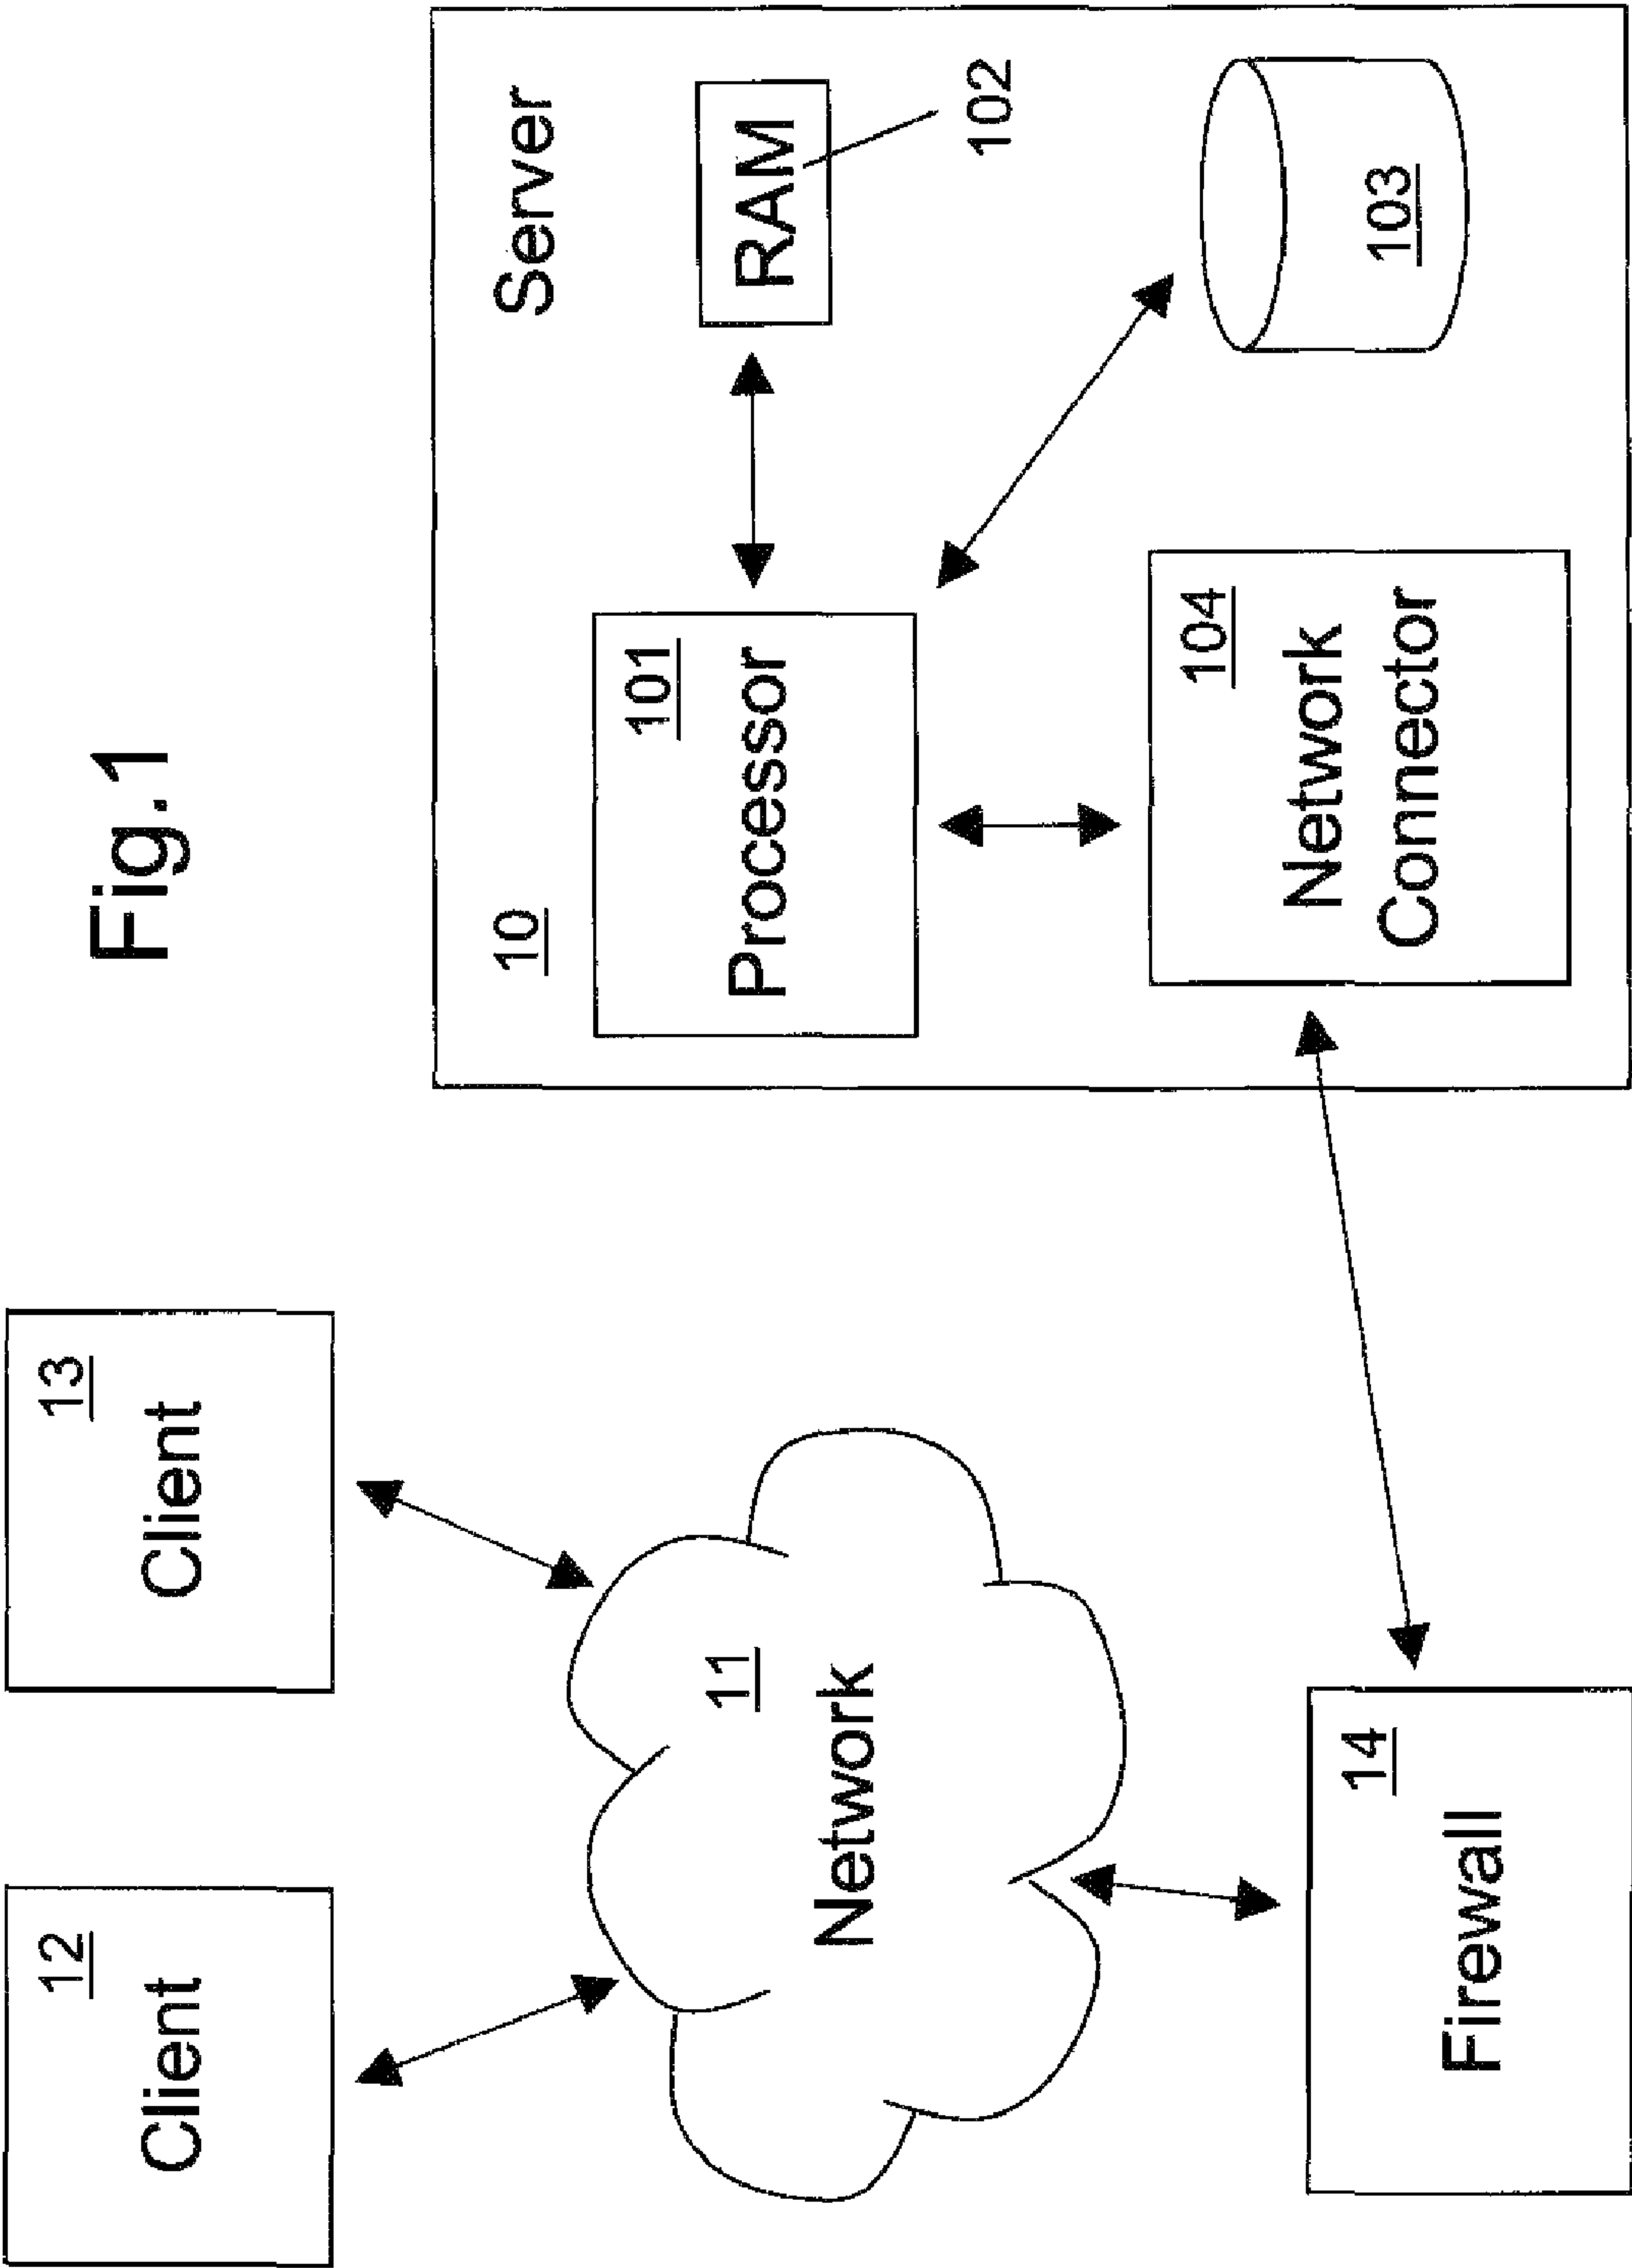 Fig.1
12
Client
13
Client
11
Network
14
Firewall
10
Server
101
Processor
RAM
102
103
104
Network
Connector